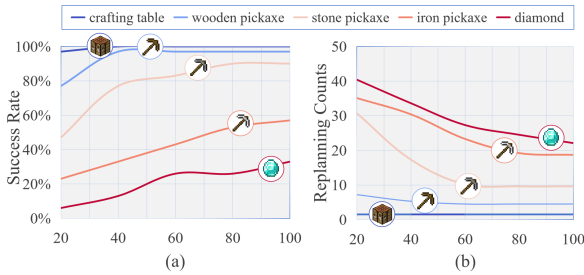 crafting table wooden pickaxe stone pickaxe iron pickaxe diamond
Success Rate
100%
80%
60%
40%
20%
0%
20 40 60 80 100
(a)
Replanning Counts
50
40
30
20
10
0
20 40 60 80 100
(b)